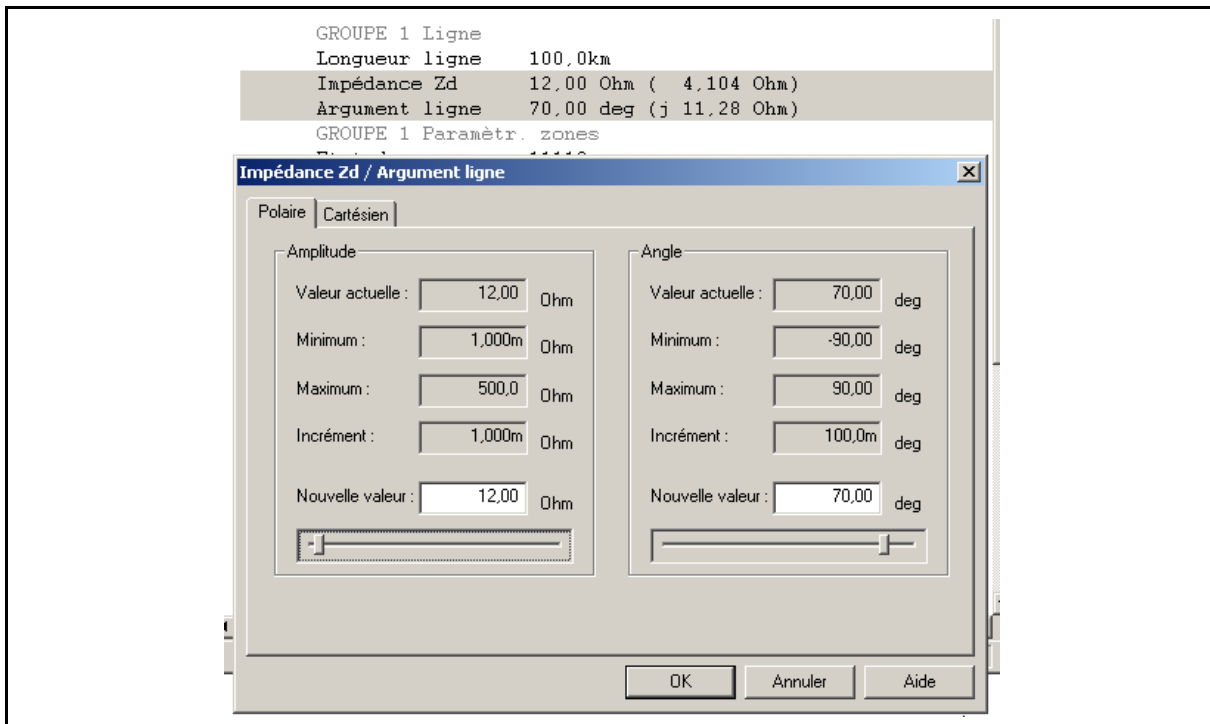 GROUPE 1 Ligne
Longueur ligne 100,0km
Impédance Zd 12,00 Ohm ( 4,104 Ohm)
Argument ligne 70,00 deg (j 11,28 Ohm)
GROUPE 1 Paramètr. zones
Impédance Zd / Argument ligne
Polaire Cartésien
Amplitude Angle
Valeur actuelle : 12,00 Ohm Valeur actuelle : 70,00 deg
Minimum : 1,000m Ohm Minimum : -90,00 deg
Maximum : 500,0 Ohm Maximum : 90,00 deg
Incrément : 1,000m Ohm Incrément : 100,0m deg
Nouvelle valeur : 12,00 Ohm Nouvelle valeur : 70,00 deg
OK Annuler Aide